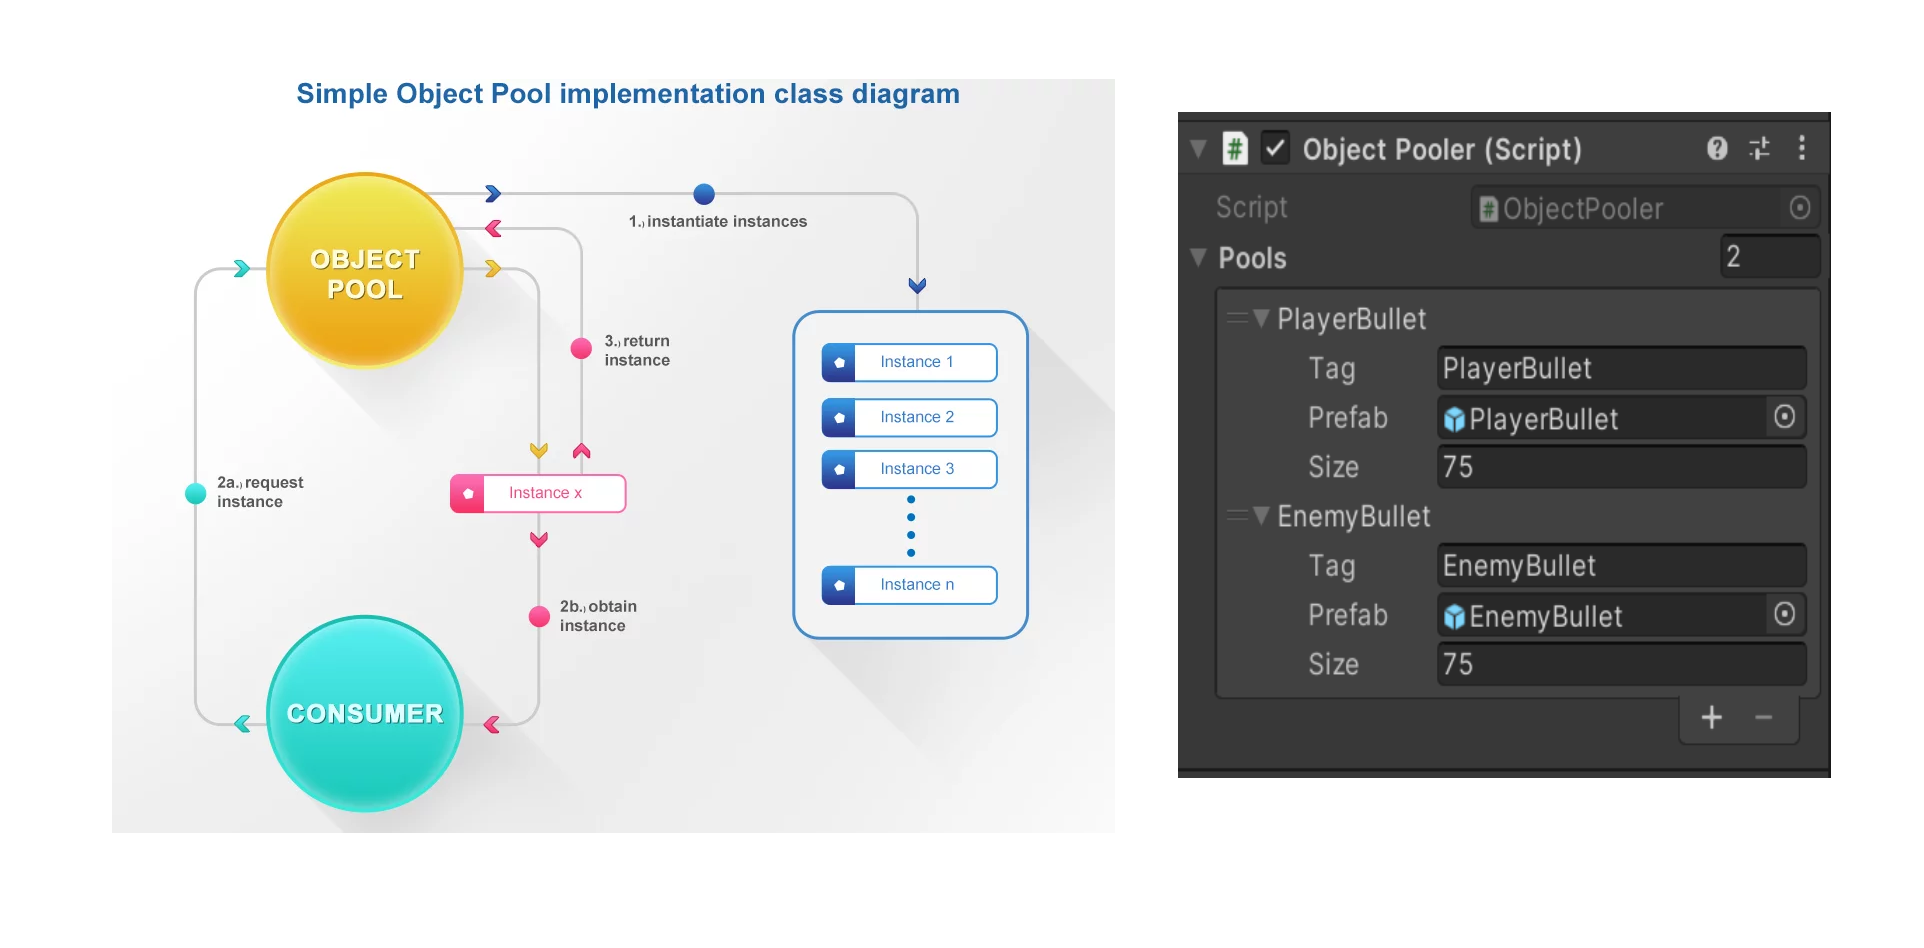 Simple Object Pool implementation class diagram
OBJECT
POOL
1.) instantiate instances
3.) return
instance
2a.) request
instance
Instance x
2b.) obtain
instance
CONSUMER
Instance 1
Instance 2
Instance 3
Instance n
# Object Pooler (Script)
Script # ObjectPooler
Pools 2
PlayerBullet
Tag PlayerBullet
Prefab PlayerBullet
Size 75
EnemyBullet
Tag EnemyBullet
Prefab EnemyBullet
Size 75
+ −